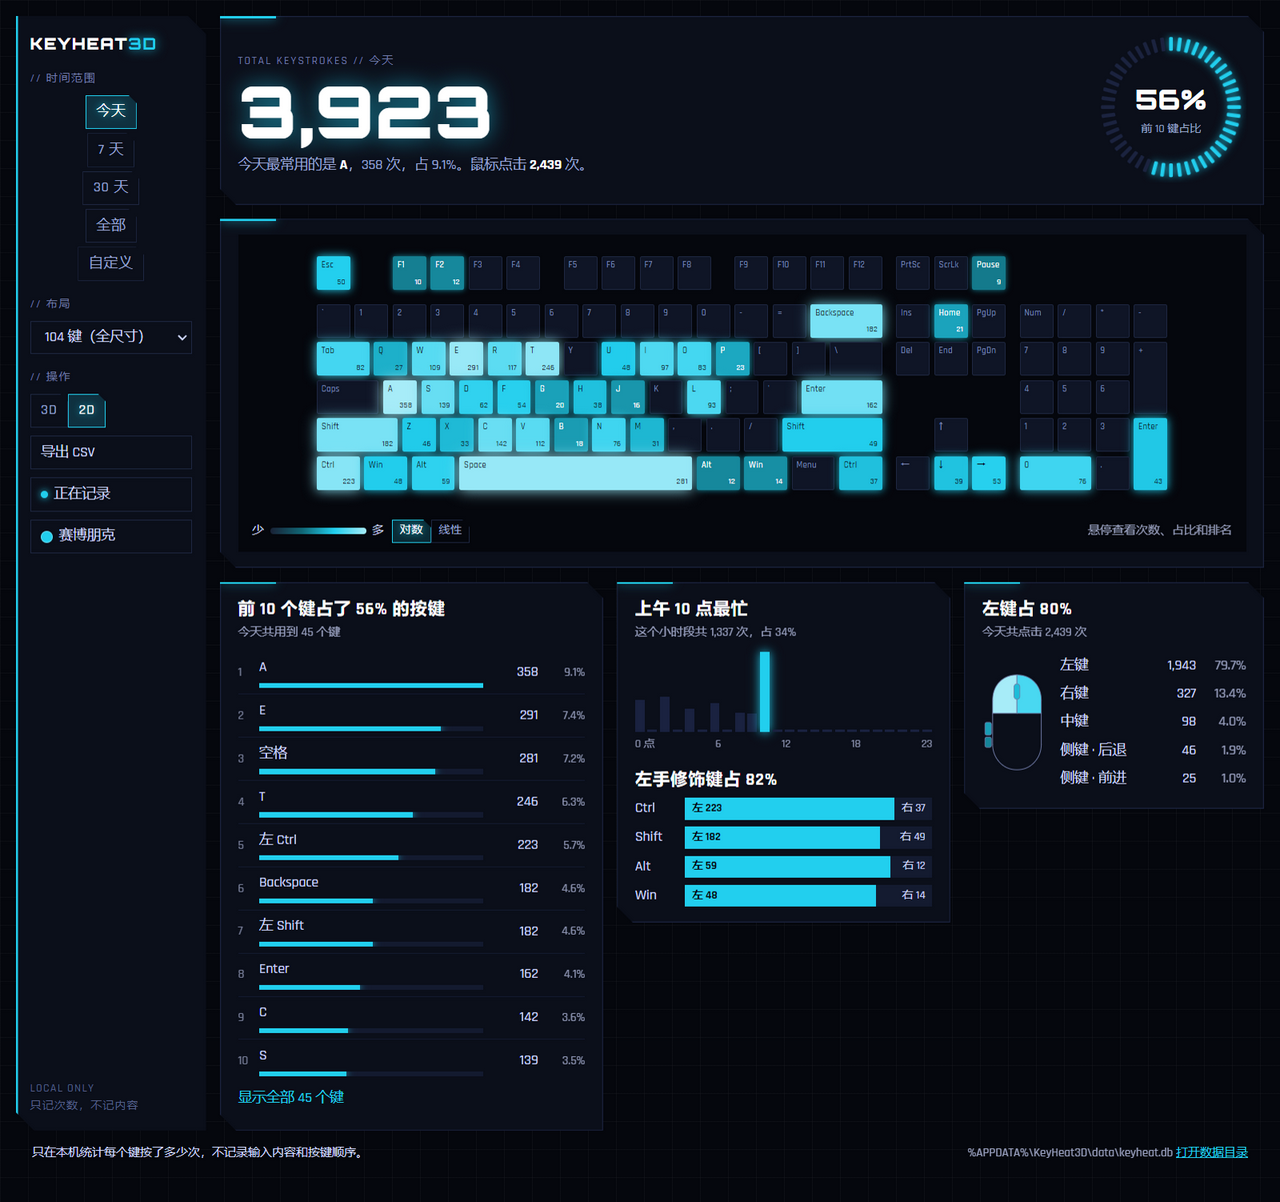 KEYHEAT3D
// 时间范围
今天
7 天
30 天
全部
自定义
// 布局
104 键（全尺寸）
// 操作
3D 2D
导出 CSV
正在记录
赛博朋克
LOCAL ONLY
只记次数，不记内容
TOTAL KEYSTROKES // 今天
3,923
今天最常用的是 A，358 次，占 9.1%。鼠标点击 2,439 次。
56%
前 10 键占比
Esc 50 F1 10 F2 12 F3 F4 F5 F6 F7 F8 F9 F10 F11 F12 PrtSc ScrLk Pause 9
` 1 2 3 4 5 6 7 8 9 0 - = Backspace 182 Ins Home 21 PgUp Num / * -
Tab 82 Q 27 W 109 E 291 R 117 T 246 Y U 48 I 97 O 83 P 23 [ ] \ Del End PgDn 7 8 9 +
Caps A 358 S 139 D 62 F 54 G 20 H 38 J 16 K L 93 ; ' Enter 162 4 5 6
Shift 182 Z 46 X 33 C 142 V 112 B 18 N 76 M 31 , . / Shift 49 ↑ 1 2 3 Enter 43
Ctrl 223 Win 48 Alt 59 Space 281 Alt 12 Win 14 Menu Ctrl 37 ← ↓ 39 → 53 0 76 .
少 多 对数 线性
悬停查看次数、占比和排名
前 10 个键占了 56% 的按键
今天共用到 45 个键
1 A 358 9.1%
2 E 291 7.4%
3 空格 281 7.2%
4 T 246 6.3%
5 左 Ctrl 223 5.7%
6 Backspace 182 4.6%
7 左 Shift 182 4.6%
8 Enter 162 4.1%
9 C 142 3.6%
10 S 139 3.5%
显示全部 45 个键
上午 10 点最忙
这个小时段共 1,337 次，占 34%
0 点 6 12 18 23
左手修饰键占 82%
Ctrl 左 223 右 37
Shift 左 182 右 49
Alt 左 59 右 12
Win 左 48 右 14
左键占 80%
今天共点击 2,439 次
左键 1,943 79.7%
右键 327 13.4%
中键 98 4.0%
侧键 · 后退 46 1.9%
侧键 · 前进 25 1.0%
只在本机统计每个键按了多少次，不记录输入内容和按键顺序。
%APPDATA%\KeyHeat3D\data\keyheat.db 打开数据目录